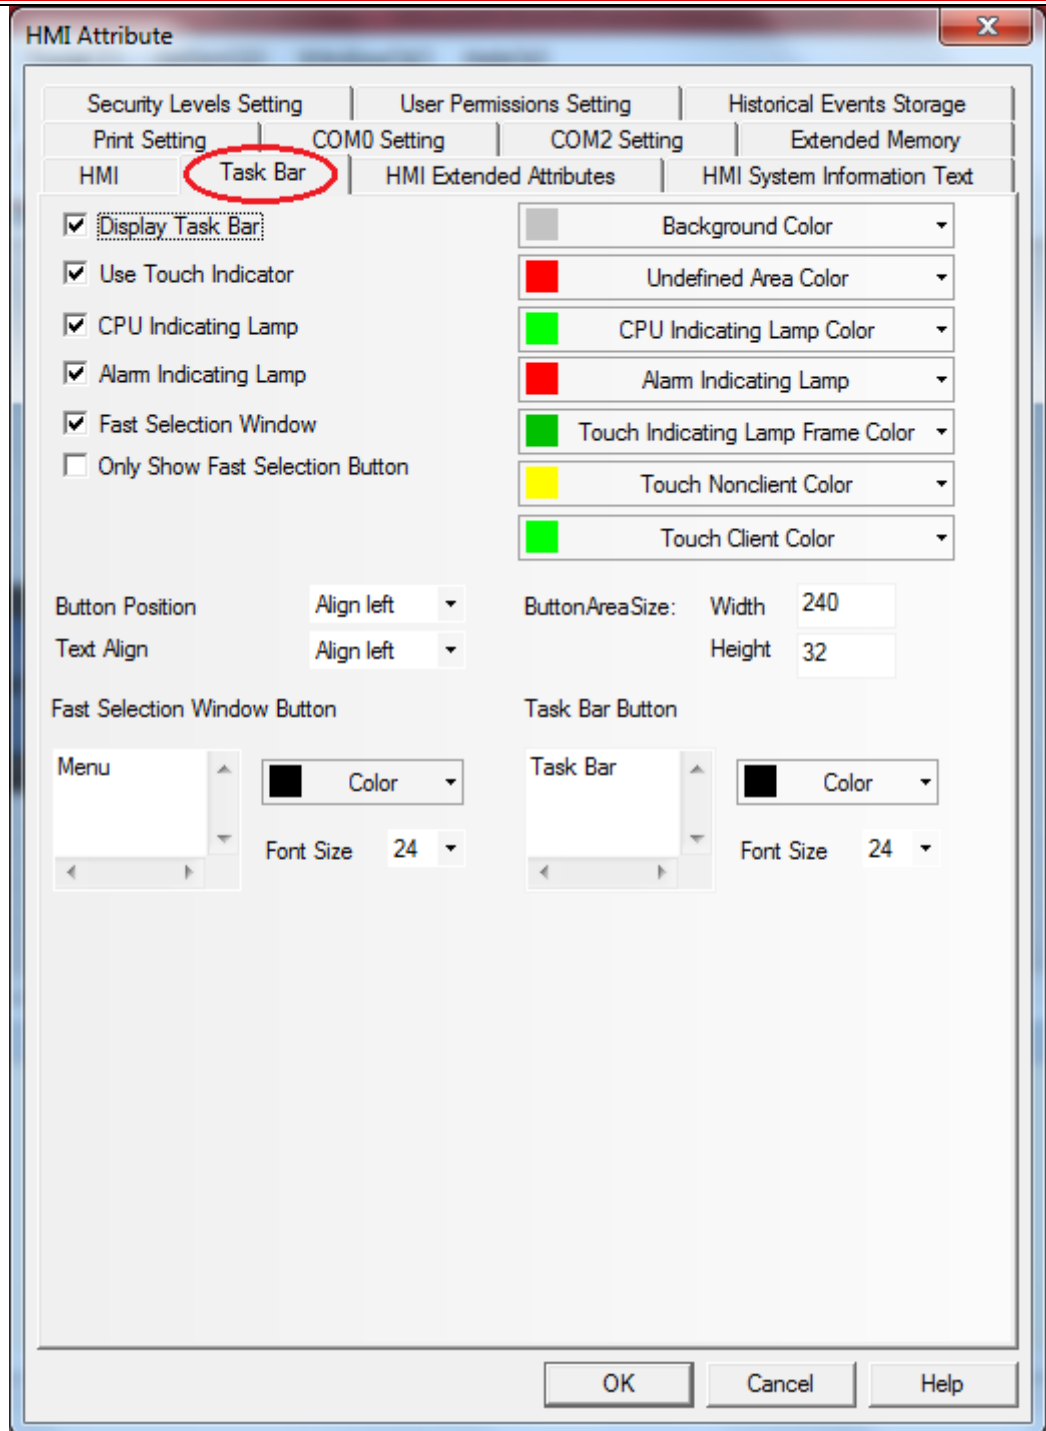 HMI Attribute
Security Levels Setting
User Permissions Setting
Historical Events Storage
Print Setting
COM0 Setting
COM2 Setting
Extended Memory
HMI
Task Bar
HMI Extended Attributes
HMI System Information Text
Display Task Bar
Background Color
Use Touch Indicator
Undefined Area Color
CPU Indicating Lamp
CPU Indicating Lamp Color
Alarm Indicating Lamp
Alarm Indicating Lamp
Fast Selection Window
Touch Indicating Lamp Frame Color
Only Show Fast Selection Button
Touch Nonclient Color
Touch Client Color
Button Position
Align left
ButtonAreaSize:
Width
240
Text Align
Align left
Height
32
Fast Selection Window Button
Task Bar Button
Menu
Color
Task Bar
Color
Font Size
24
Font Size
24
OK
Cancel
Help